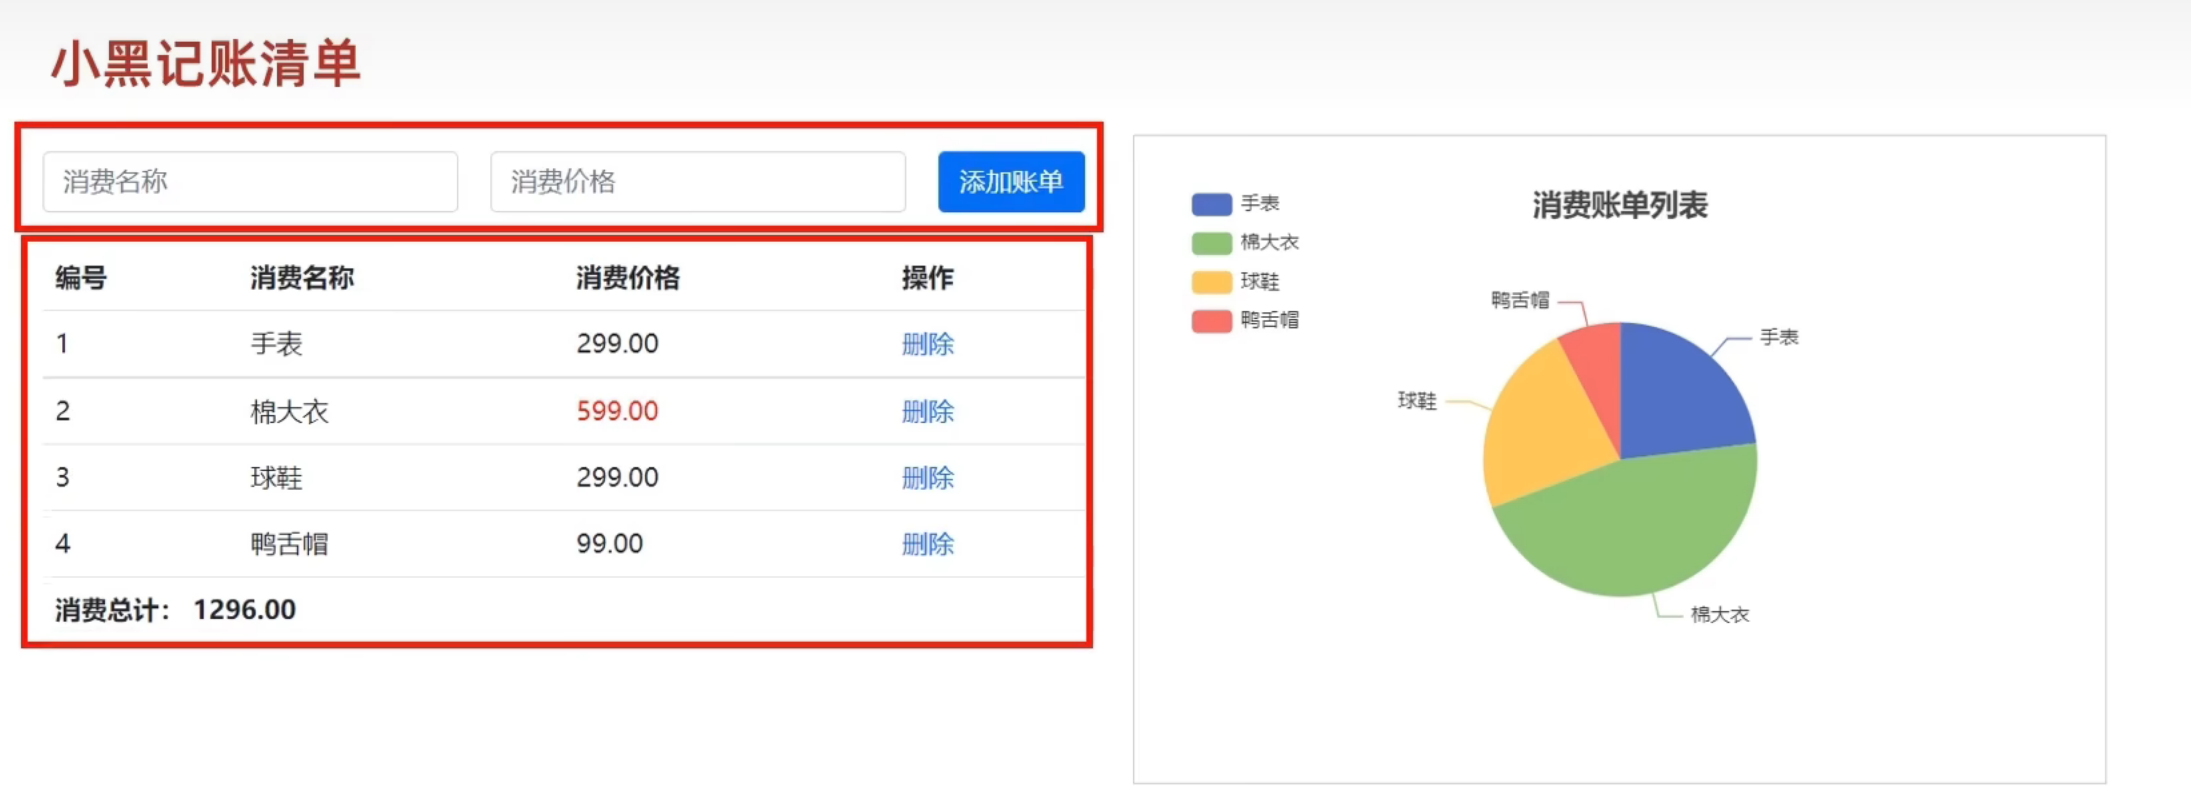 小黑记账清单
消费名称 消费价格 添加账单
编号 消费名称 消费价格 操作
1 手表 299.00 删除
2 棉大衣 599.00 删除
3 球鞋 299.00 删除
4 鸭舌帽 99.00 删除
消费总计： 1296.00
消费账单列表
手表
棉大衣
球鞋
鸭舌帽
鸭舌帽
手表
球鞋
棉大衣